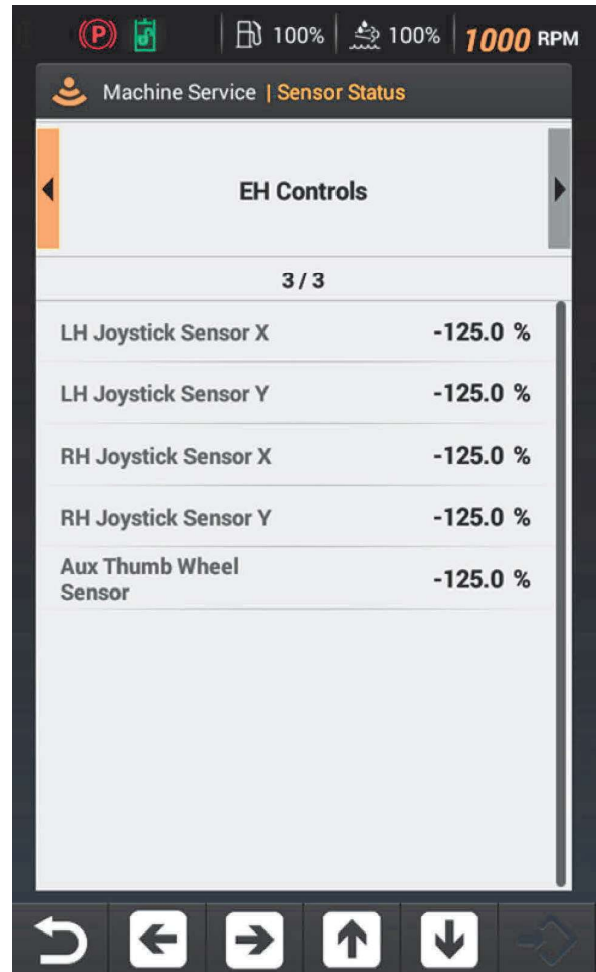 (P) 100% 100% 1000 RPM
Machine Service | Sensor Status
EH Controls
3 / 3
LH Joystick Sensor X -125.0 %
LH Joystick Sensor Y -125.0 %
RH Joystick Sensor X -125.0 %
RH Joystick Sensor Y -125.0 %
Aux Thumb Wheel
Sensor -125.0 %